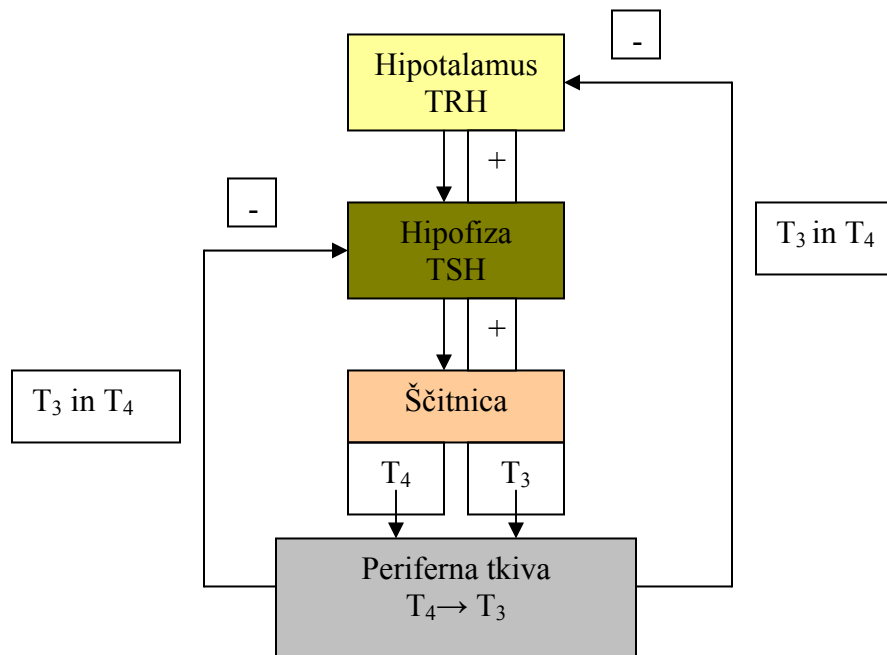 -
Hipotalamus
TRH
+
-
Hipofiza
TSH
T₃ in T₄
+
T₃ in T₄
Ščitnica
T₄
T₃
Periferna tkiva
T₄→ T₃